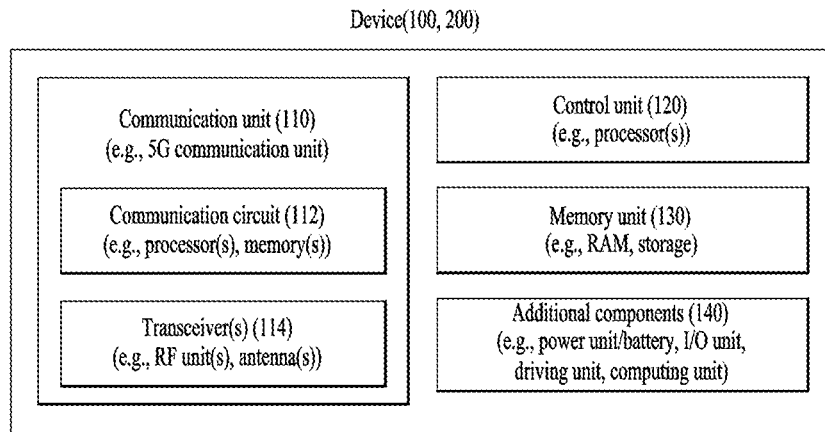 Device(100, 200)
Communication unit (110)
(e.g., 5G communication unit)
Communication circuit (112)
(e.g., processor(s), memory(s))
Transceiver(s) (114)
(e.g., RF unit(s), antenna(s))
Control unit (120)
(e.g., processor(s))
Memory unit (130)
(e.g., RAM, storage)
Additional components (140)
(e.g., power unit/battery, I/O unit,
driving unit, computing unit)